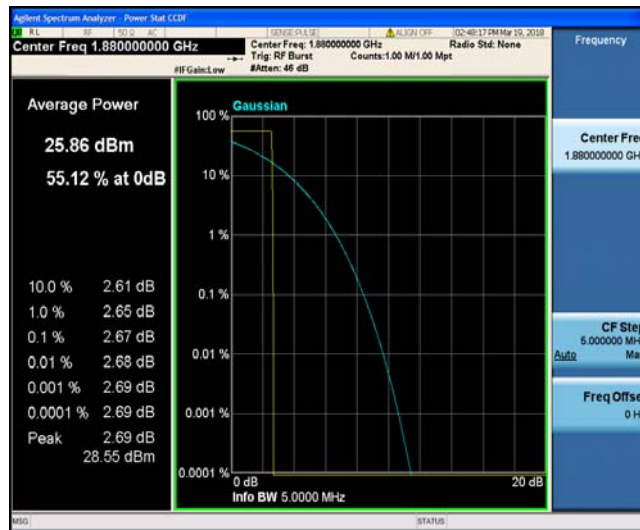 Agilent Spectrum Analyzer - Power Stat CCDF
RL RF 50 Ω AC SENSE:PULSE ALIGN OFF 02:48:17 PM Mar 19, 2018
Center Freq 1.880000000 GHz
Center Freq: 1.880000000 GHz Radio Std: None
Trig: RF Burst Counts:1.00 M/1.00 Mpt
#IFGain:Low #Atten: 46 dB
Frequency
Average Power
25.86 dBm
55.12 % at 0dB
10.0 % 2.61 dB
1.0 % 2.65 dB
0.1 % 2.67 dB
0.01 % 2.68 dB
0.001 % 2.69 dB
0.0001 % 2.69 dB
Peak 2.69 dB
28.55 dBm
Gaussian
100 %
10 %
1 %
0.1 %
0.01 %
0.001 %
0.0001 %
0 dB 20 dB
Info BW 5.0000 MHz
Center Fre
1.880000000 GH
CF Step
5.000000 MH
Auto Ma
Freq Offse
0 H
MSG STATUS